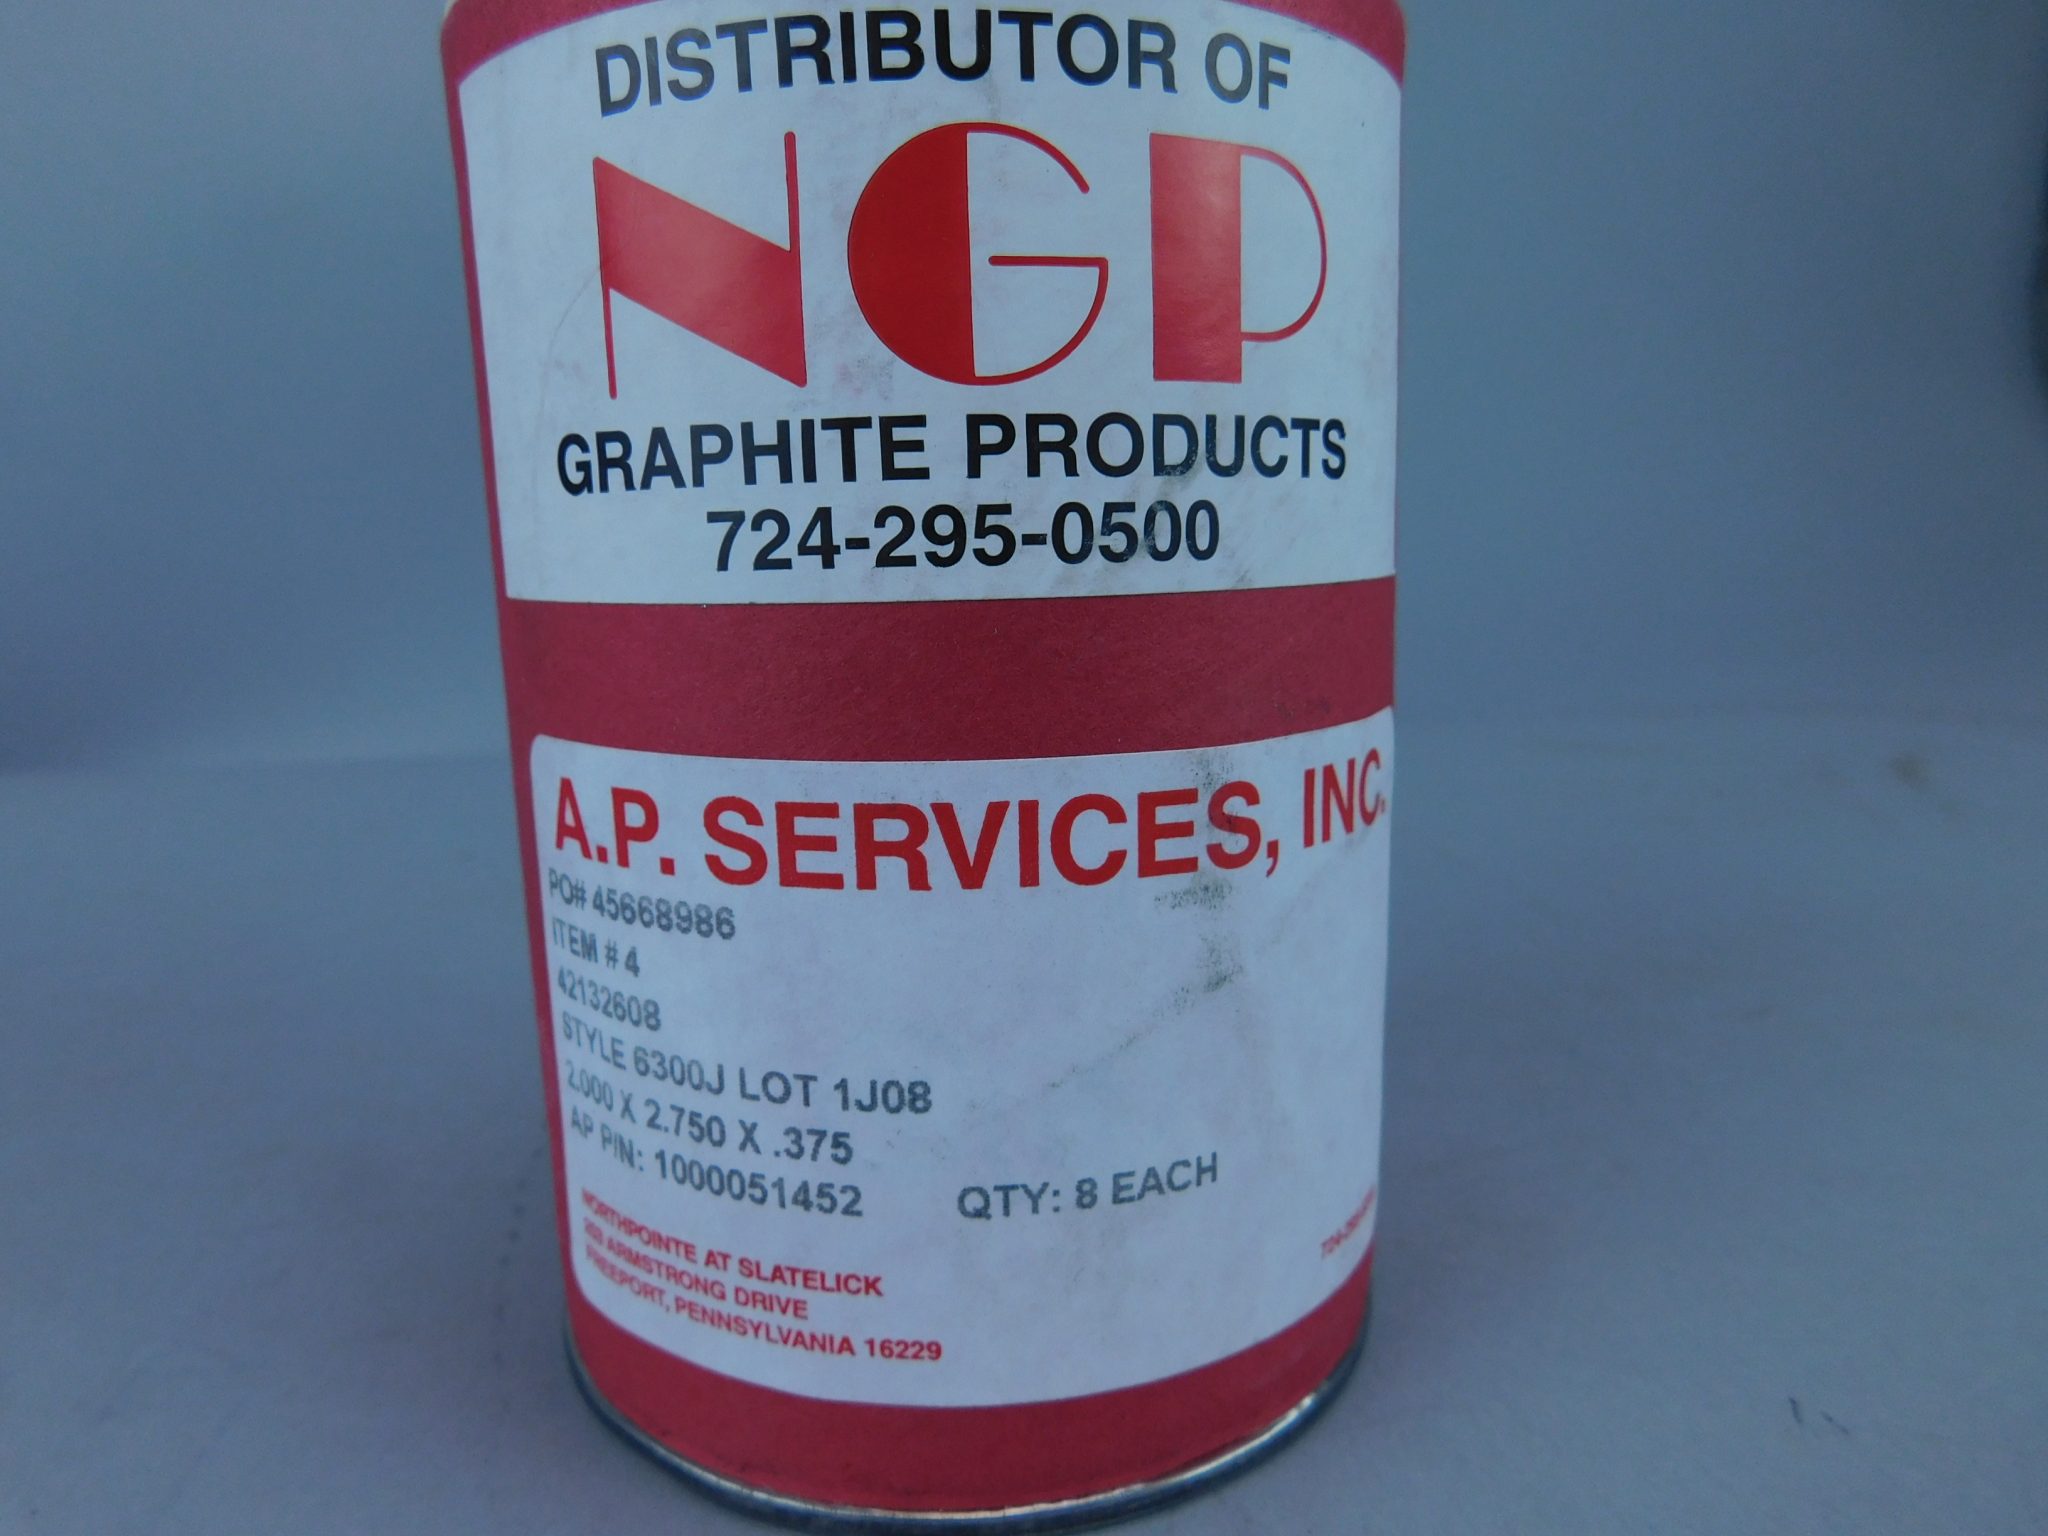 DISTRIBUTOR OF
NGP
GRAPHITE PRODUCTS
724-295-0500
A.P. SERVICES, INC.
PO# 45668986
ITEM # 4
42132608
STYLE 6300J LOT 1J08
2.000 X 2.750 X .375
AP P/N: 1000051452 QTY: 8 EACH
NORTHPOINTE AT SLATELICK
ARMSTRONG DRIVE
FREEPORT, PENNSYLVANIA 16229